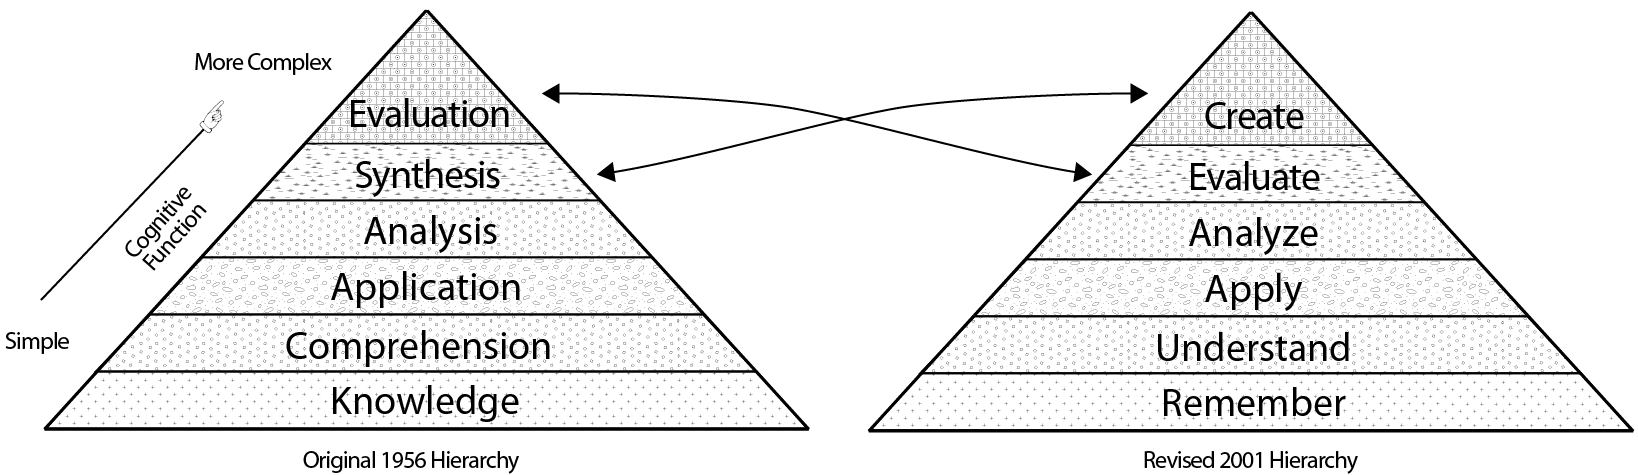 More Complex
Cognitive
Function
Simple
Evaluation
Synthesis
Analysis
Application
Comprehension
Knowledge
Original 1956 Hierarchy
Create
Evaluate
Analyze
Apply
Understand
Remember
Revised 2001 Hierarchy